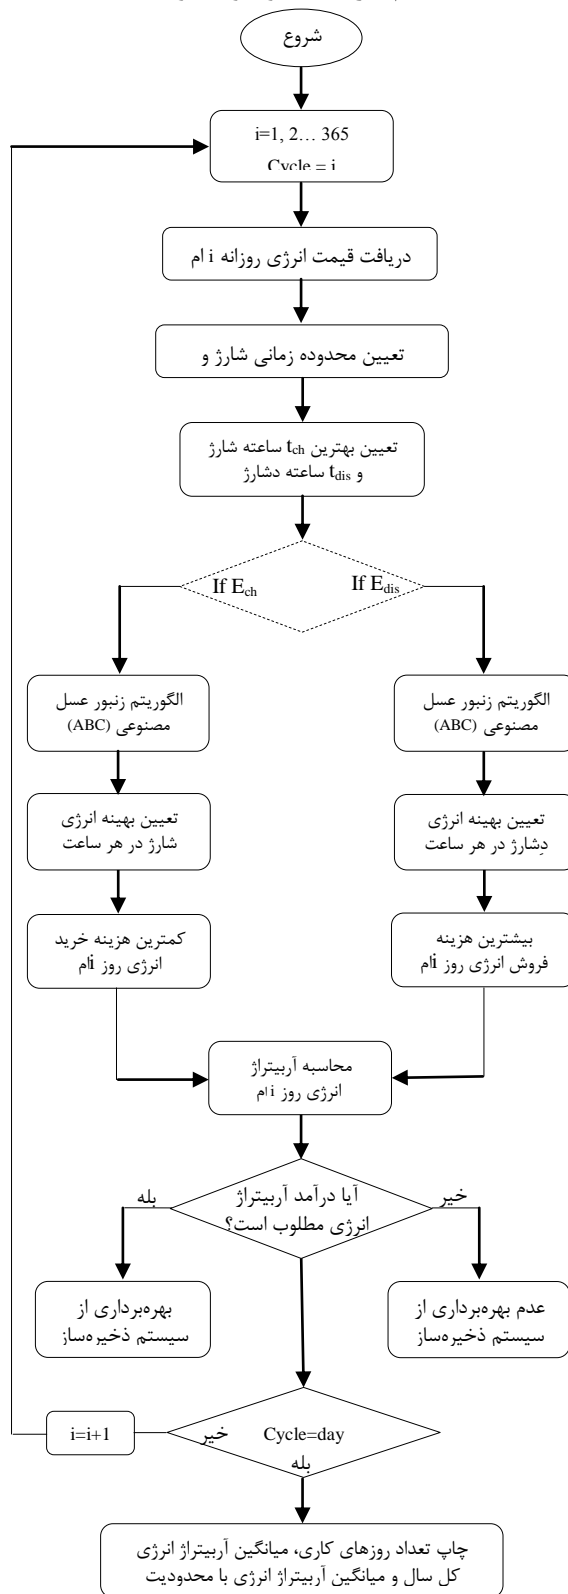 شروع
i=1, 2… 365
Cycle = i
دریافت قیمت انرژی روزانه i ام
تعیین محدوده زمانی شارژ و
تعیین بهترین tch ساعته شارژ
و tdis ساعته دشارژ
If Ech
If Edis
الگوریتم زنبور عسل
مصنوعی (ABC)
الگوریتم زنبور عسل
مصنوعی (ABC)
تعیین بهینه انرژی
شارژ در هر ساعت
تعیین بهینه انرژی
دِشارژ در هر ساعت
کمترین هزینه خرید
انرژی روز iام
بیشترین هزینه
فروش انرژی روز iام
محاسبه آربیتراژ
انرژی روز i ام
آیا درآمد آربیتراژ
انرژی مطلوب است؟
بله
خیر
بهره‌برداری از
سیستم ذخیره‌ساز
عدم بهره‌برداری از
سیستم ذخیره‌ساز
i=i+1
خیر
Cycle=day
بله
چاپ تعداد روزهای کاری، میانگین آربیتراژ انرژی
کل سال و میانگین آربیتراژ انرژی با محدودیت